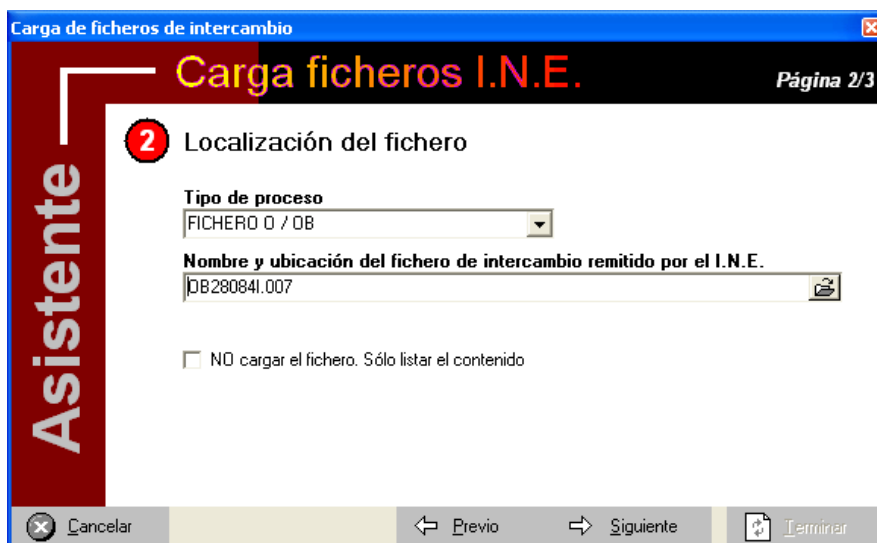 Carga de ficheros de intercambio
Carga ficheros I.N.E.
Página 2/3
Asistente
2 Localización del fichero
Tipo de proceso
FICHERO O / OB
Nombre y ubicación del fichero de intercambio remitido por el I.N.E.
OB28084I.007
NO cargar el fichero. Sólo listar el contenido
Cancelar Previo Siguiente Terminar